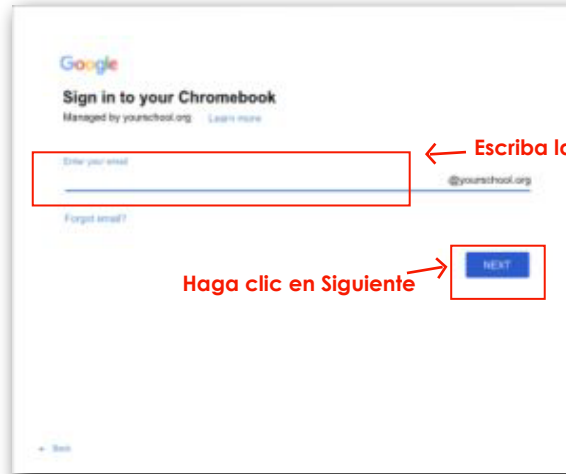 Google
Sign in to your Chromebook
Managed by yourschool.org Learn more
Enter your email
Escriba la
@yourschool.org
Forgot email?
NEXT
Haga clic en Siguiente
Back